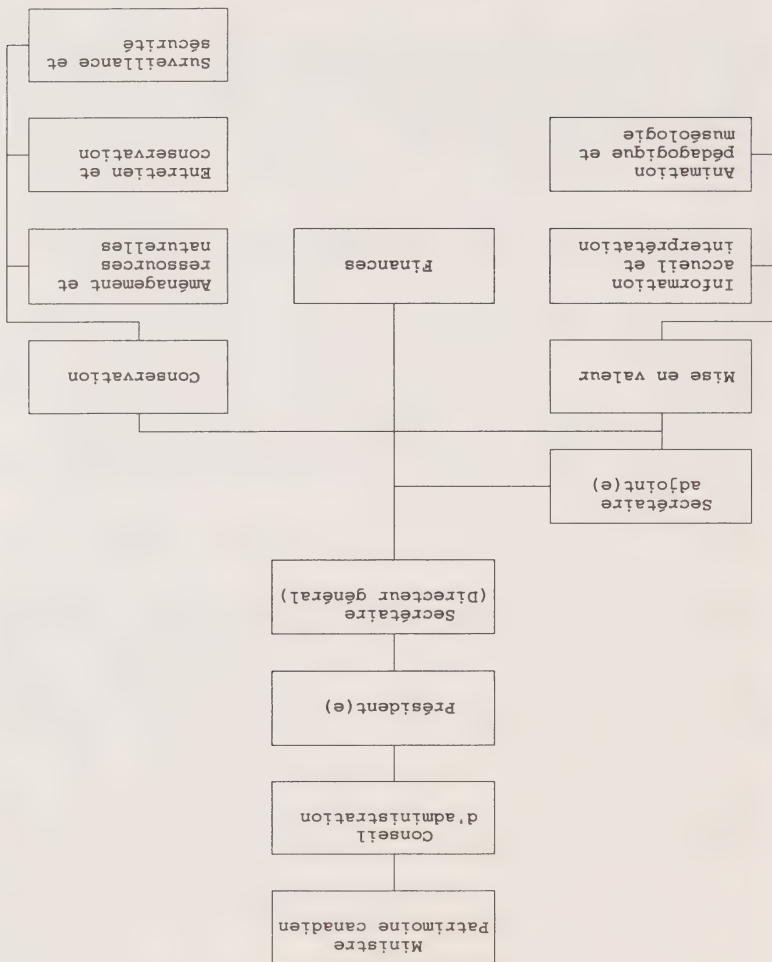 Ministre
Patrimoine canadien
Conseil
d'administration
Président(e)
Secrétaire
(Directeur général)
Secrétaire
adjoint(e)
Mise en valeur
Conservation
Information
accueil et
interprétation
Finances
Aménagement et
ressources
naturelles
Animation
pédagogique et
muséologie
Entretien et
conservation
Surveillance et
sécurité